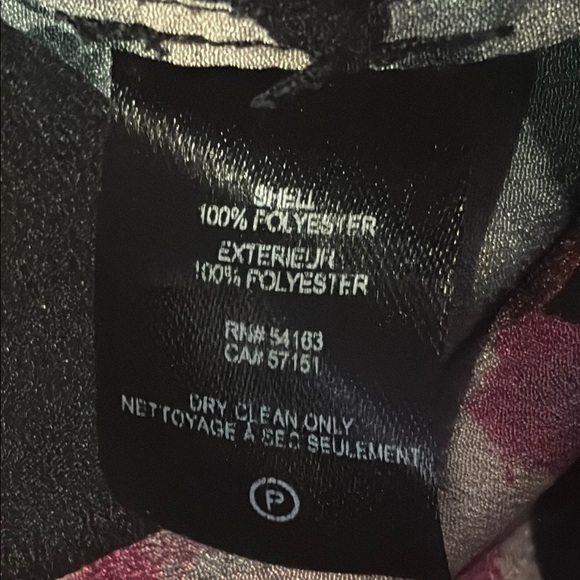 SHELL
100% POLYESTER
EXTERIEUR
100% POLYESTER
RN# 54163
CA# 57151
DRY CLEAN ONLY
NETTOYAGE À SEC SEULEMENT
P